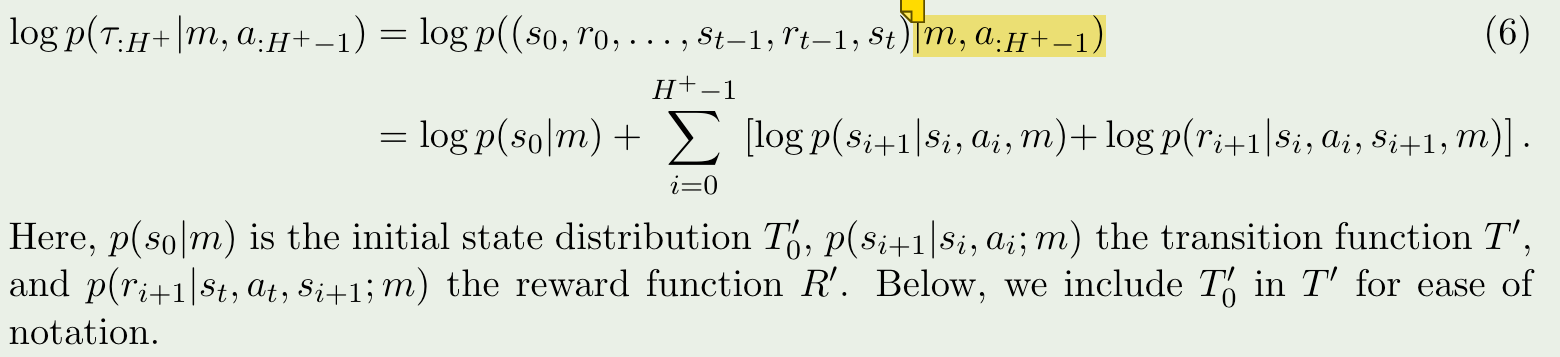 log p(τ_{:H^+}|m, a_{:H^+−1}) = log p((s_0, r_0, . . . , s_{t−1}, r_{t−1}, s_t)|m, a_{:H^+−1}) (6)
= log p(s_0|m) + ∑_{i=0}^{H^+−1} [log p(s_{i+1}|s_i, a_i, m)+ log p(r_{i+1}|s_i, a_i, s_{i+1}, m)] .
Here, p(s_0|m) is the initial state distribution T′_0, p(s_{i+1}|s_i, a_i; m) the transition function T′,
and p(r_{i+1}|s_t, a_t, s_{i+1}; m) the reward function R′. Below, we include T′_0 in T′ for ease of
notation.